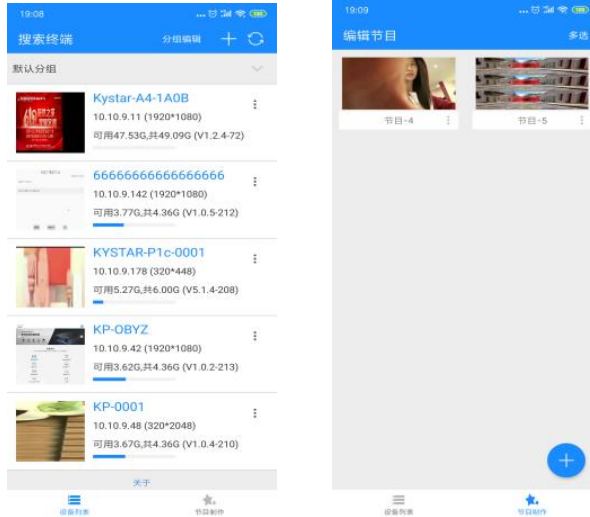 19:08
搜索终端
分组编辑
默认分组
Kystar-A4-1A0B
10.10.9.11 (1920*1080)
可用47.53G,共49.09G (V1.2.4-72)
66666666666666666
10.10.9.142 (1920*1080)
可用3.77G,共4.36G (V1.0.5-212)
KYSTAR-P1c-0001
10.10.9.178 (320*448)
可用5.27G,共6.00G (V5.1.4-208)
KP-OBYZ
10.10.9.42 (1920*1080)
可用3.62G,共4.36G (V1.0.2-213)
KP-0001
10.10.9.48 (320*2048)
可用3.67G,共4.36G (V1.0.4-210)
关于
设备列表
节目制作
19:09
编辑节目
多选
节目-4
节目-5
设备列表
节目制作